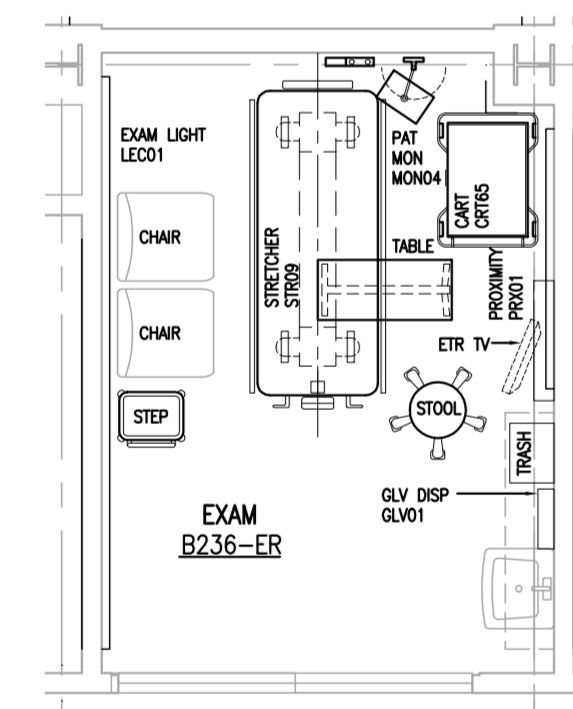 EXAM LIGHT
LEC01
PAT
MON
MON04
CART
CRT65
CHAIR
STRETCHER
STR09
TABLE
PROXIMITY
PRX01
CHAIR
ETR TV
STEP
STOOL
TRASH
GLV DISP
GLV01
EXAM
B236-ER